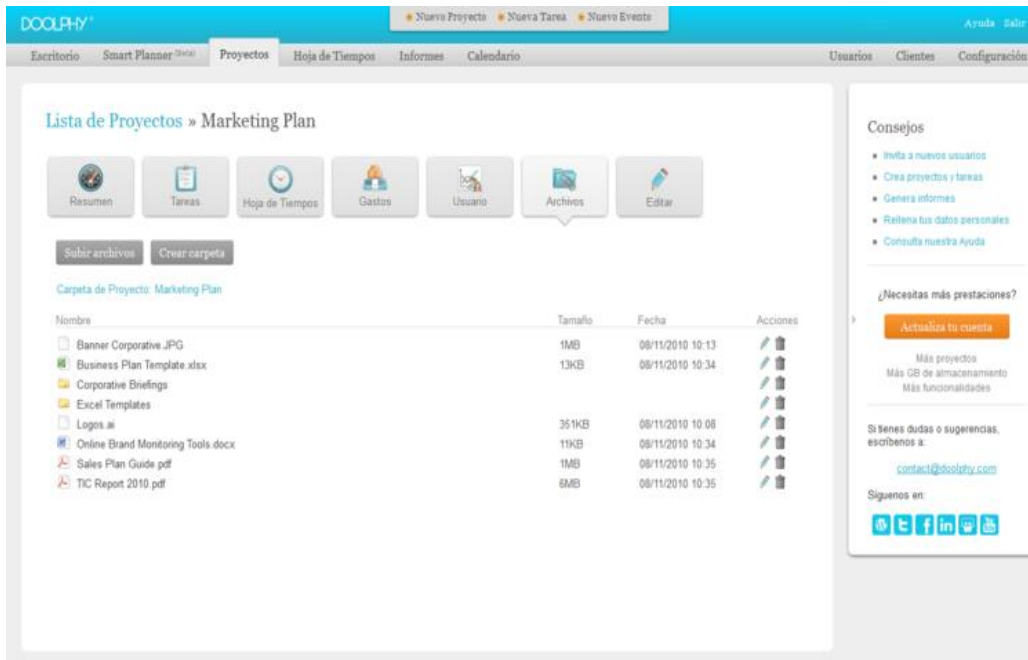 DOOLPHY
Nuevo Proyecto Nueva Tarea Nuevo Evento
Ayuda Salir
Escritorio Smart Planner (Beta) Proyectos Hoja de Tiempos Informes Calendario Usuarios Clientes Configuración
Lista de Proyectos » Marketing Plan
Resumen Tareas Hoja de Tiempos Gastos Usuario Archivos Editar
Subir archivos Crear carpeta
Carpeta de Proyecto: Marketing Plan
Nombre Tamaño Fecha Acciones
Banner Corporative.JPG 1MB 08/11/2010 10:13
Business Plan Template.xlsx 13KB 08/11/2010 10:34
Corporative Briefings
Excel Templates
Logos.ai 351KB 08/11/2010 10:08
Online Brand Monitoring Tools.docx 11KB 08/11/2010 10:34
Sales Plan Guide.pdf 1MB 08/11/2010 10:35
TIC Report 2010.pdf 6MB 08/11/2010 10:35
Consejos
Invita a nuevos usuarios
Crea proyectos y tareas
Genera informes
Rellena tus datos personales
Consulta nuestra Ayuda
¿Necesitas más prestaciones?
Actualiza tu cuenta
Más proyectos
Más GB de almacenamiento
Más funcionalidades
Si tienes dudas o sugerencias,
escríbenos a:
contact@doolphy.com
Síguenos en: